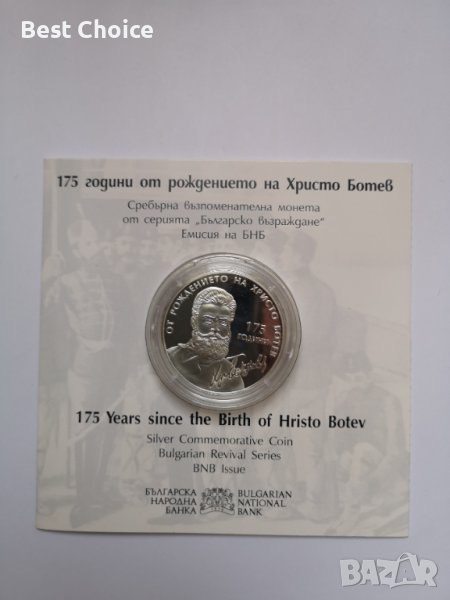 Best Choice
175 години от рождението на Христо Ботев
Сребърна възпоменателна монета
от серията „Българско възраждане“
Емисия на БНБ
ОТ РОЖДЕНИЕТО НА ХРИСТО БОТЕВ
175
ГОДИНИ
175 Years since the Birth of Hristo Botev
Silver Commemorative Coin
Bulgarian Revival Series
BNB Issue
БЪЛГАРСКА
НАРОДНА
БАНКА
BULGARIAN
NATIONAL
BANK
BAZAR